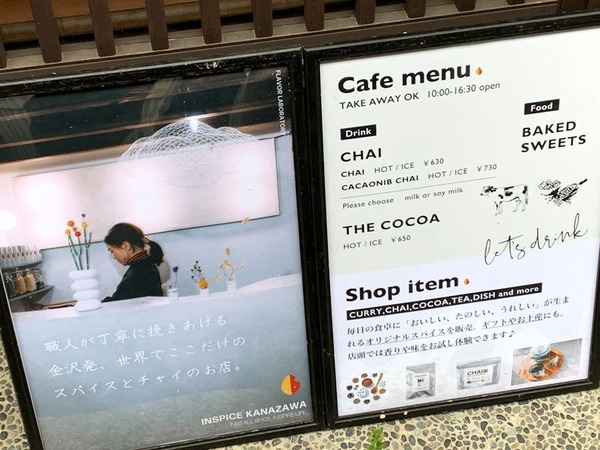 FLAVOR LABORATORY
職人が丁寧に挽きあげる
金沢発、世界でここだけの
スパイスとチャイのお店。
INSPICE KANAZAWA
INSTALL SPICE, INSPIRE LIFE.
Cafe menu
TAKE AWAY OK 10:00-16:30 open
Drink
CHAI
CHAI HOT / ICE ¥630
CACAONIB CHAI HOT / ICE ¥730
Please choose milk or soy milk
THE COCOA
HOT / ICE ¥650
Food
BAKED
SWEETS
let's drink
Shop item
CURRY,CHAI,COCOA,TEA,DISH and more
毎日の食卓に「おいしい、たのしい、うれしい」が生ま
れるオリジナルスパイスを販売。ギフトやお土産にも。
店頭では香りや味をお試し体験できます♪
CHAI